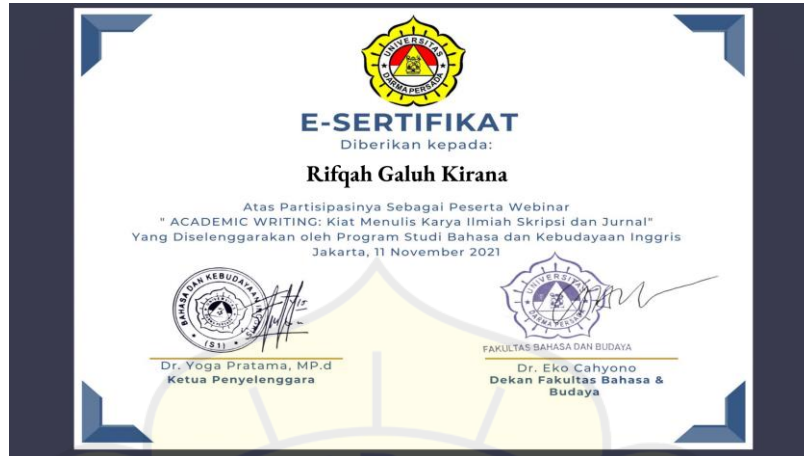 UNIVERSITAS
DARMA PERSADA
E-SERTIFIKAT
Diberikan kepada:
Rifqah Galuh Kirana
Atas Partisipasinya Sebagai Peserta Webinar
" ACADEMIC WRITING: Kiat Menulis Karya Ilmiah Skripsi dan Jurnal"
Yang Diselenggarakan oleh Program Studi Bahasa dan Kebudayaan Inggris
Jakarta, 11 November 2021
BAHASA DAN KEBUDAYAAN
(S1)
UNIVERSITAS
DARMA PERSADA
FAKULTAS BAHASA DAN BUDAYA
Dr. Yoga Pratama, MP.d
Ketua Penyelenggara
Dr. Eko Cahyono
Dekan Fakultas Bahasa &
Budaya